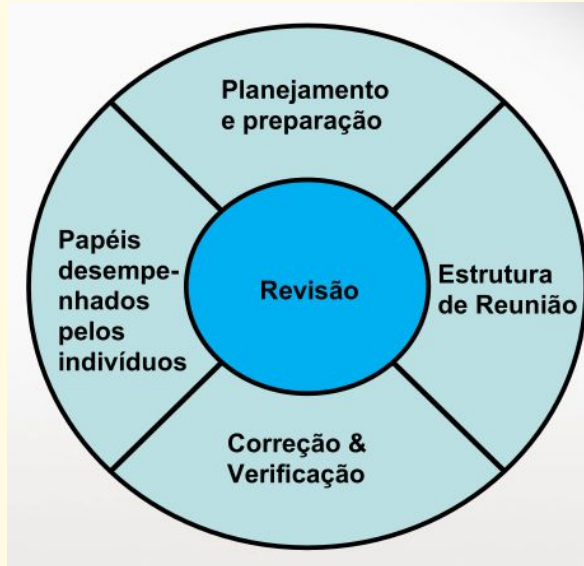 Planejamento
e preparação
Papéis
desempe-
nhados
pelos
indivíduos
Revisão
Estrutura
de Reunião
Correção &
Verificação